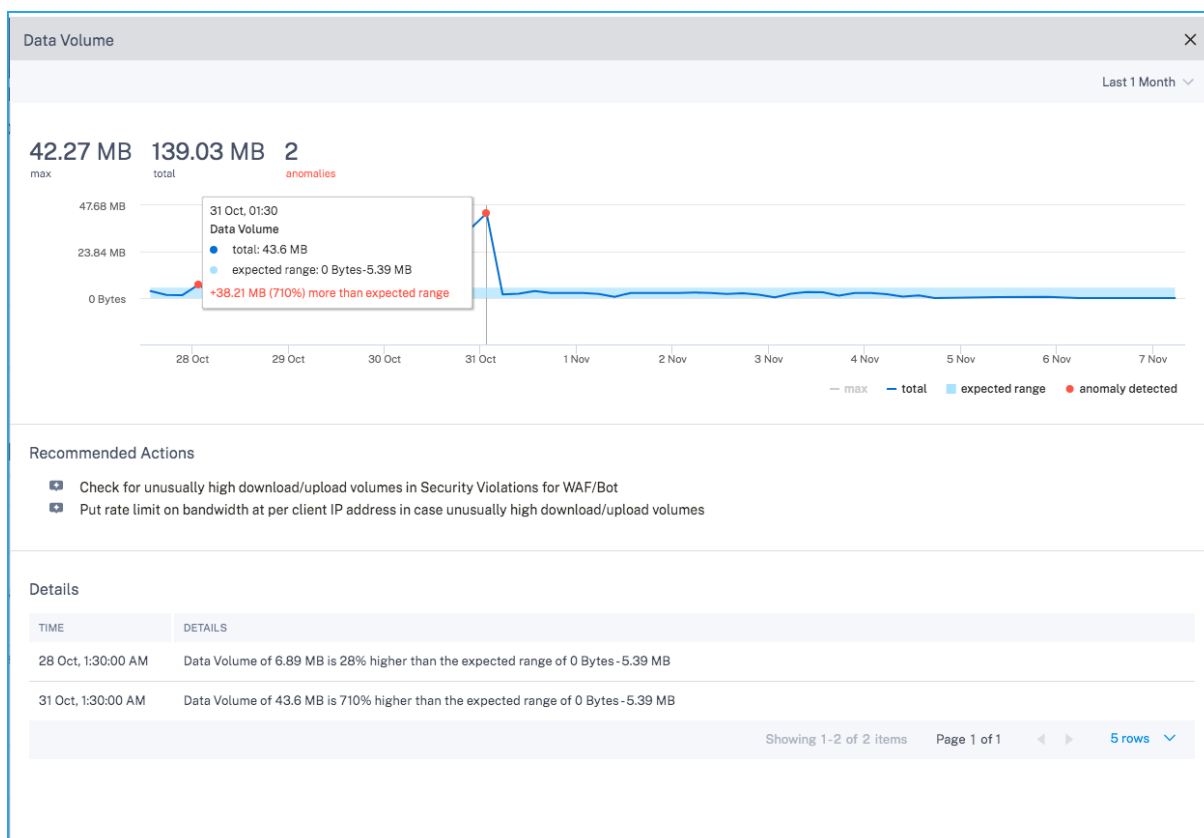 Data Volume
Last 1 Month
42.27 MB 139.03 MB 2
max total anomalies
47.68 MB
23.84 MB
0 Bytes
31 Oct, 01:30
Data Volume
total: 43.6 MB
expected range: 0 Bytes-5.39 MB
+38.21 MB (710%) more than expected range
28 Oct 29 Oct 30 Oct 31 Oct 1 Nov 2 Nov 3 Nov 4 Nov 5 Nov 6 Nov 7 Nov
max total expected range anomaly detected
Recommended Actions
Check for unusually high download/upload volumes in Security Violations for WAF/Bot
Put rate limit on bandwidth at per client IP address in case unusually high download/upload volumes
Details
TIME DETAILS
28 Oct, 1:30:00 AM Data Volume of 6.89 MB is 28% higher than the expected range of 0 Bytes-5.39 MB
31 Oct, 1:30:00 AM Data Volume of 43.6 MB is 710% higher than the expected range of 0 Bytes-5.39 MB
Showing 1-2 of 2 items Page 1 of 1 5 rows